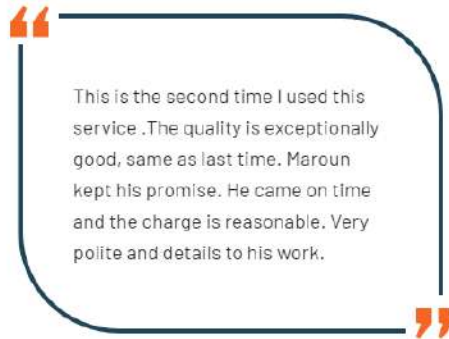 This is the second time I used this
service .The quality is exceptionally
good, same as last time. Maroun
kept his promise. He came on time
and the charge is reasonable. Very
polite and details to his work.